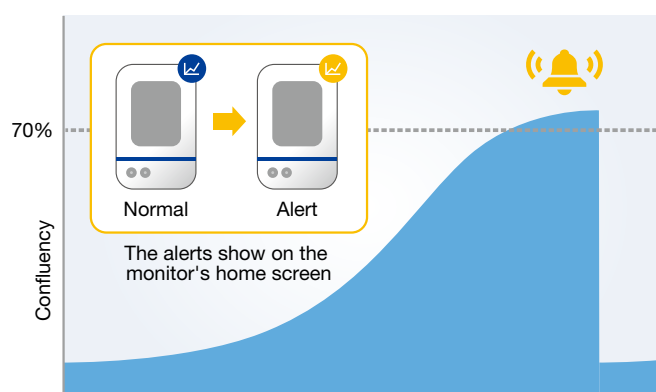 70%
Confluency
Normal
Alert
The alerts show on the
monitor's home screen